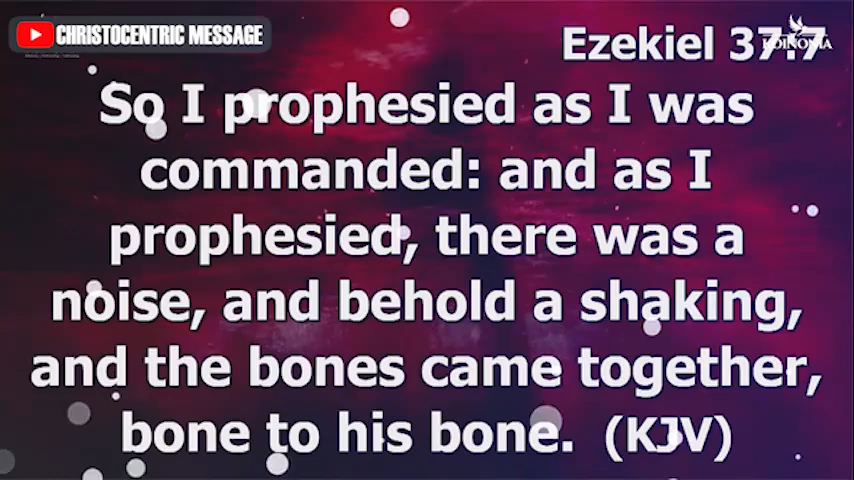 CHRISTOCENTRIC MESSAGE
KOINONIA
Ezekiel 37:7
So I prophesied as I was
commanded: and as I
prophesied, there was a
noise, and behold a shaking,
and the bones came together,
bone to his bone. (KJV)